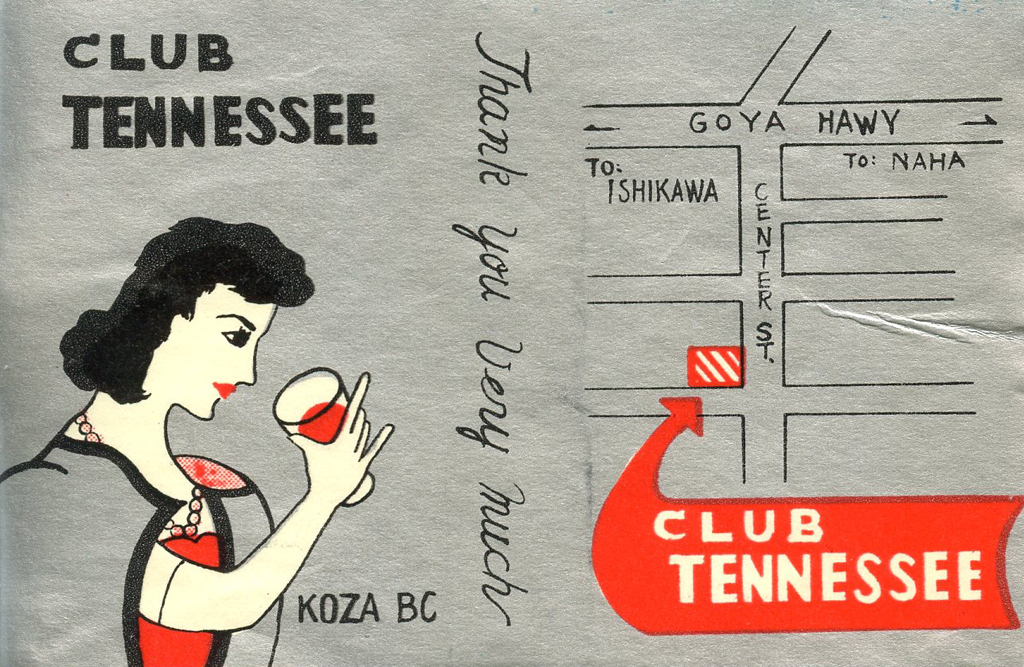 CLUB
TENNESSEE
KOZA BC
Thank You Very Much
GOYA HAWY
TO:
ISHIKAWA
TO: NAHA
CENTER ST.
CLUB
TENNESSEE